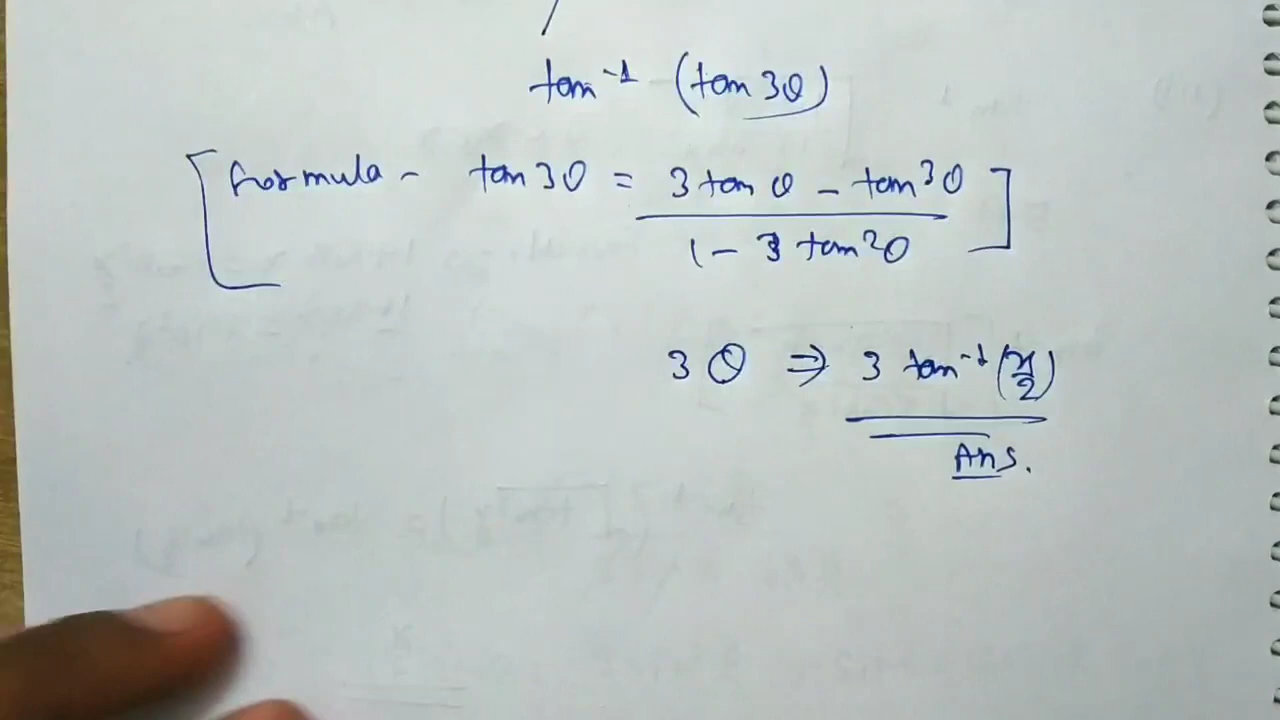 tan⁻¹ (tan 3θ)
[Formula - tan 3θ = 3 tan θ - tan³θ]
1 - 3 tan²θ
3θ ⇒ 3 tan⁻¹(x/2)
Ans.